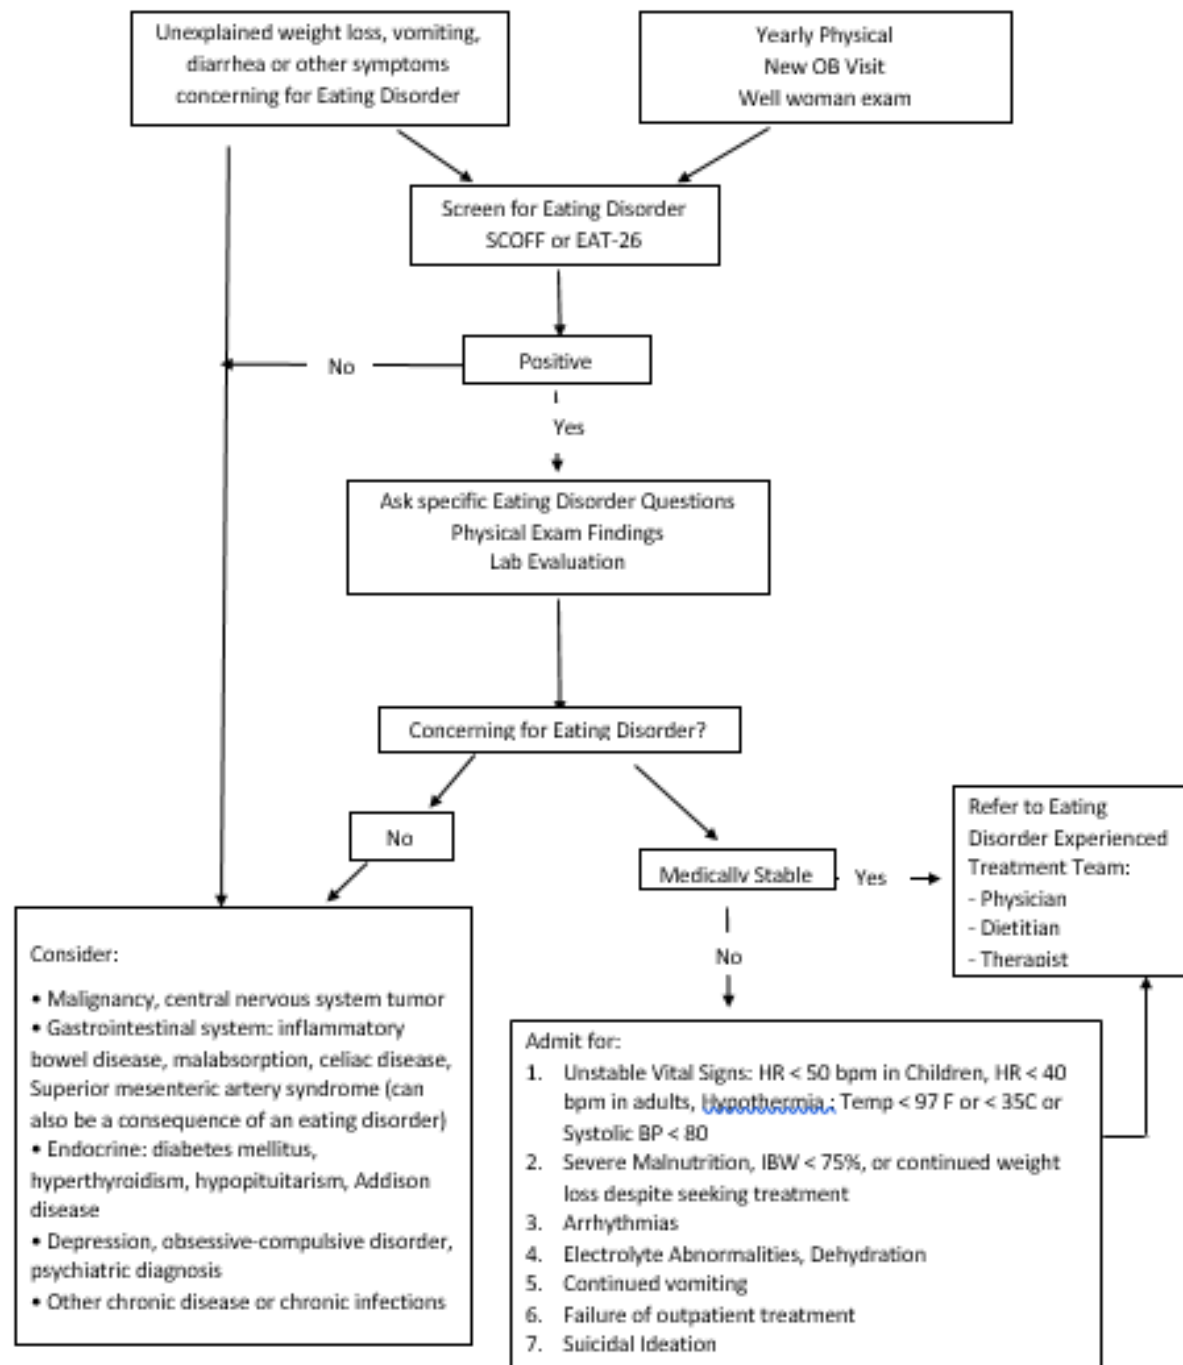 Unexplained weight loss, vomiting,
diarrhea or other symptoms
concerning for Eating Disorder
Yearly Physical
New OB Visit
Well woman exam
Screen for Eating Disorder
SCOFF or EAT-26
Positive
No
Yes
Ask specific Eating Disorder Questions
Physical Exam Findings
Lab Evaluation
Concerning for Eating Disorder?
No
Medically Stable
Yes
Refer to Eating
Disorder Experienced
Treatment Team:
- Physician
- Dietitian
- Therapist
No
Consider:
• Malignancy, central nervous system tumor
• Gastrointestinal system: inflammatory
bowel disease, malabsorption, celiac disease,
Superior mesenteric artery syndrome (can
also be a consequence of an eating disorder)
• Endocrine: diabetes mellitus,
hyperthyroidism, hypopituitarism, Addison
disease
• Depression, obsessive-compulsive disorder,
psychiatric diagnosis
• Other chronic disease or chronic infections
Admit for:
1. Unstable Vital Signs: HR < 50 bpm in Children, HR < 40
bpm in adults, Hypothermia : Temp < 97 F or < 35C or
Systolic BP < 80
2. Severe Malnutrition, IBW < 75%, or continued weight
loss despite seeking treatment
3. Arrhythmias
4. Electrolyte Abnormalities, Dehydration
5. Continued vomiting
6. Failure of outpatient treatment
7. Suicidal Ideation